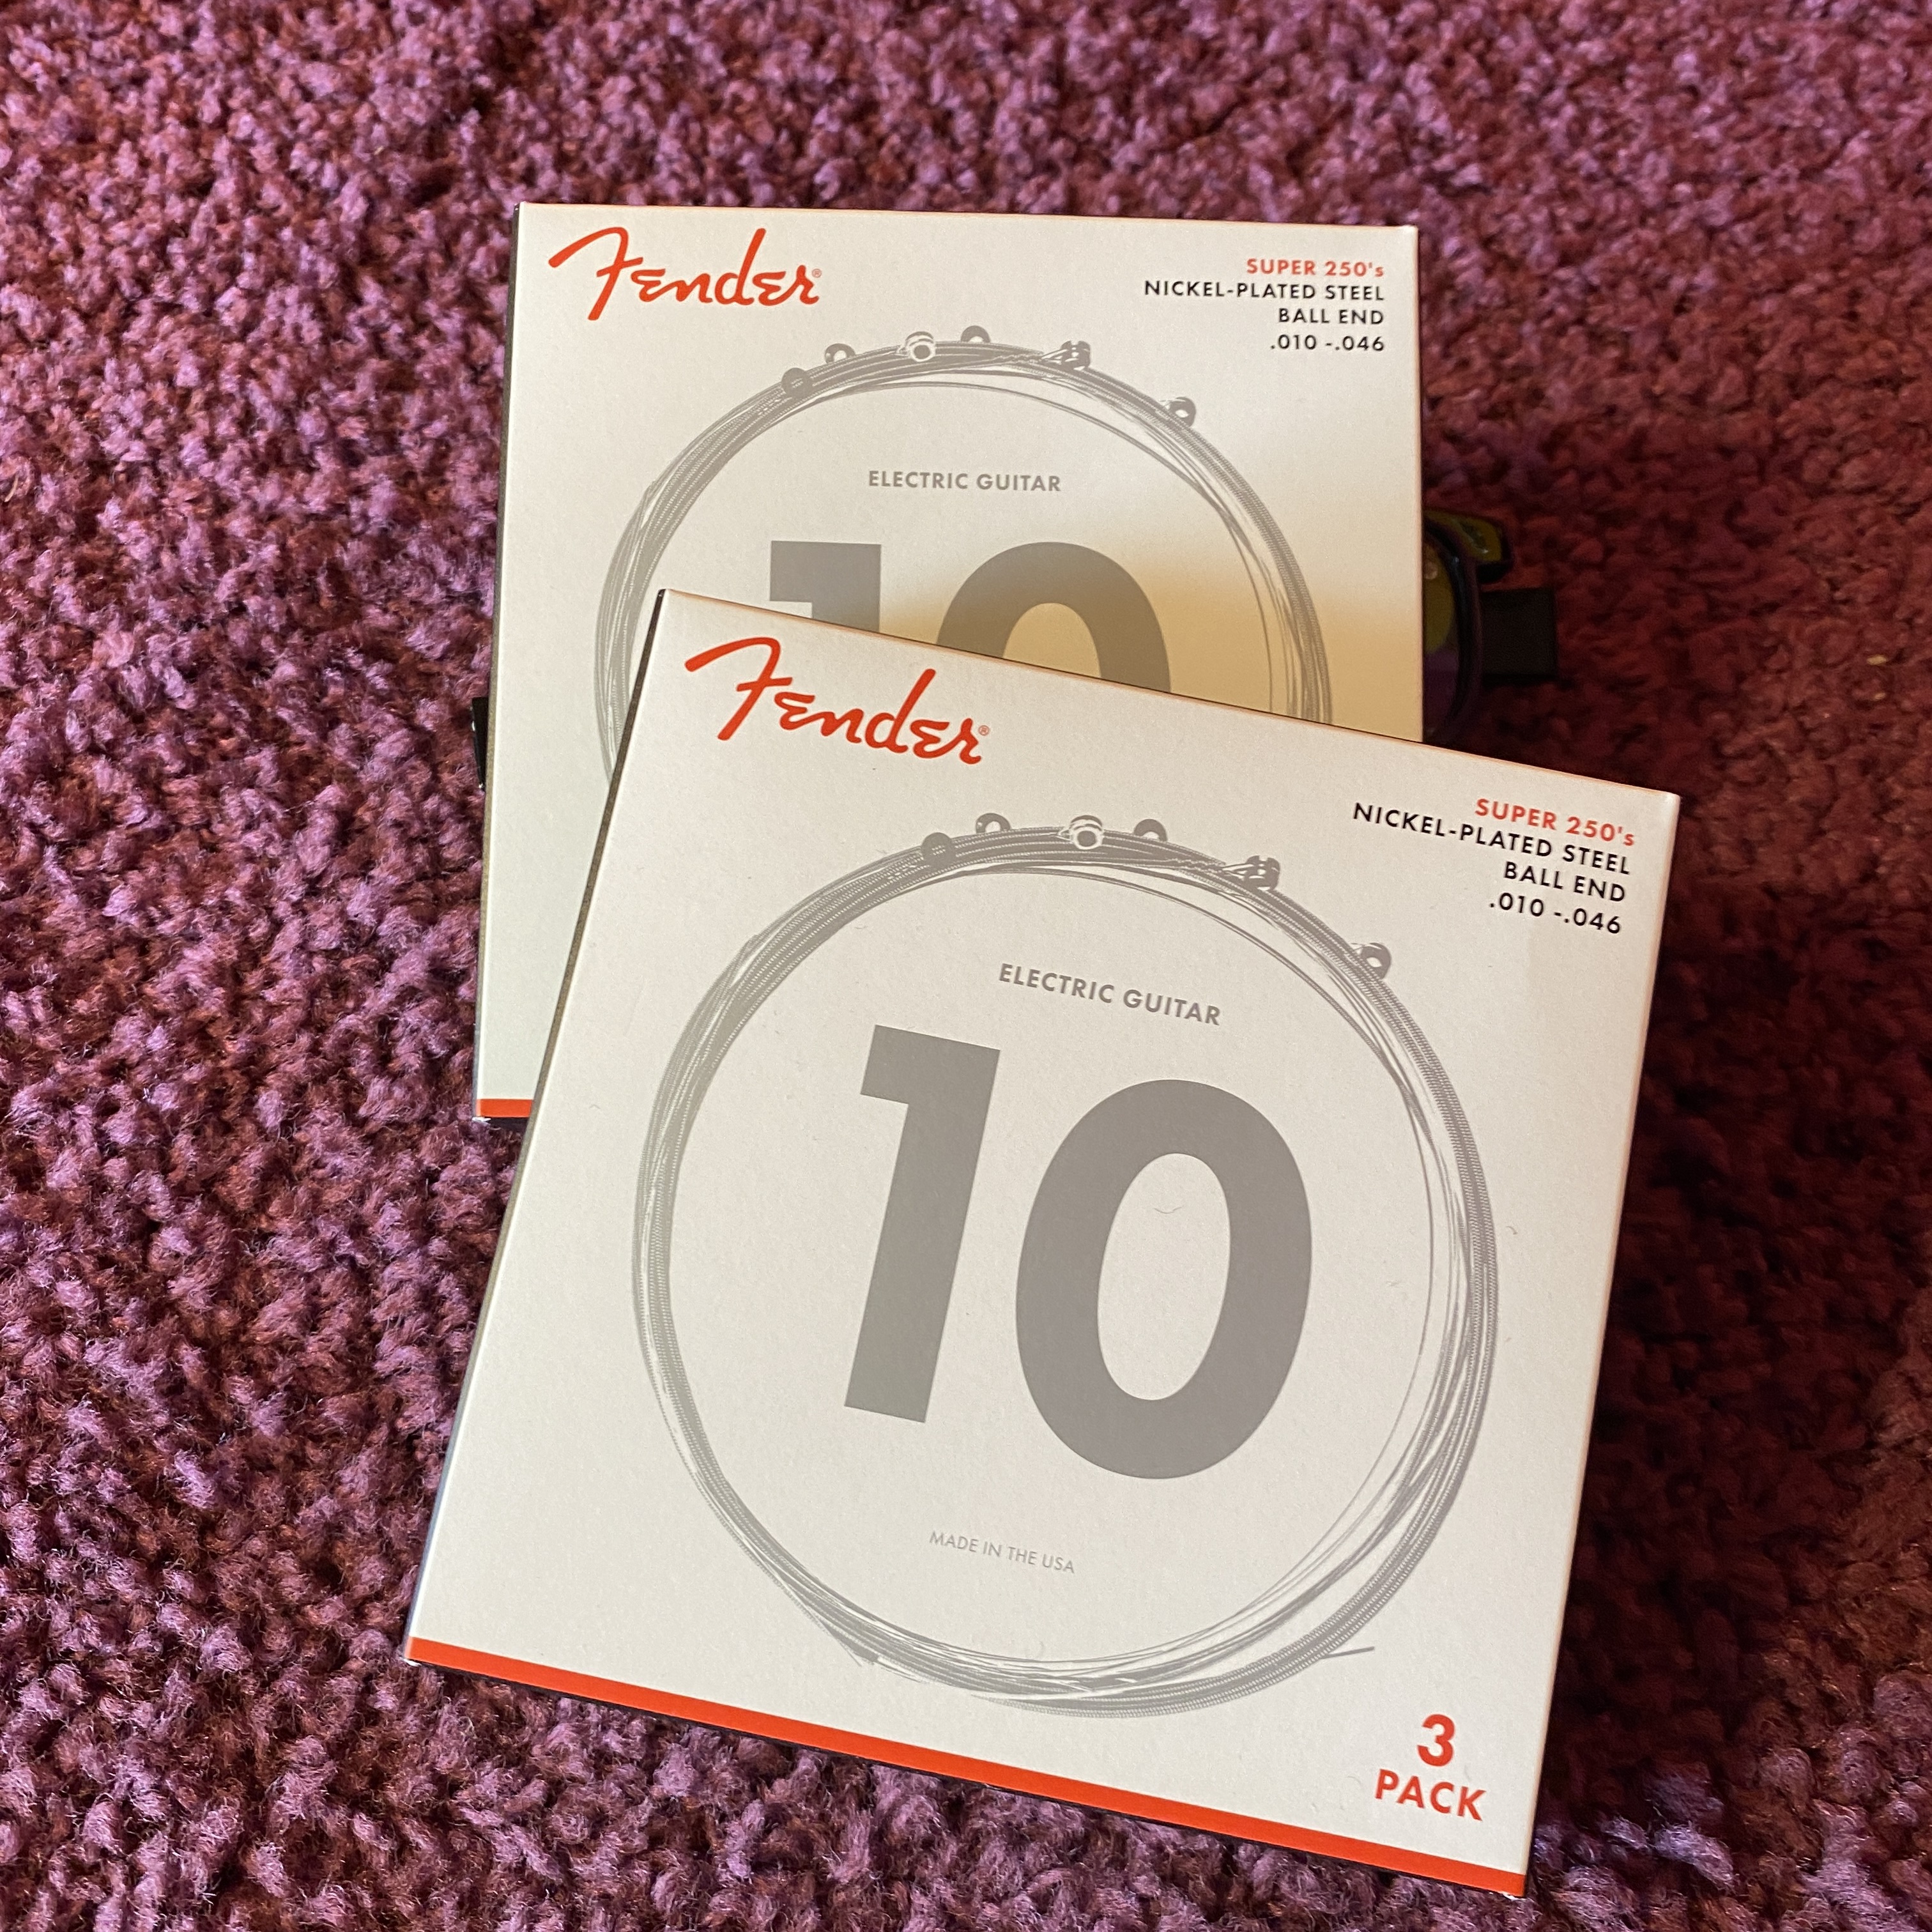 Fender®
SUPER 250's
NICKEL-PLATED STEEL
BALL END
.010 -.046
ELECTRIC GUITAR
10
Fender®
SUPER 250's
NICKEL-PLATED STEEL
BALL END
.010 -.046
ELECTRIC GUITAR
10
MADE IN THE USA
3
PACK